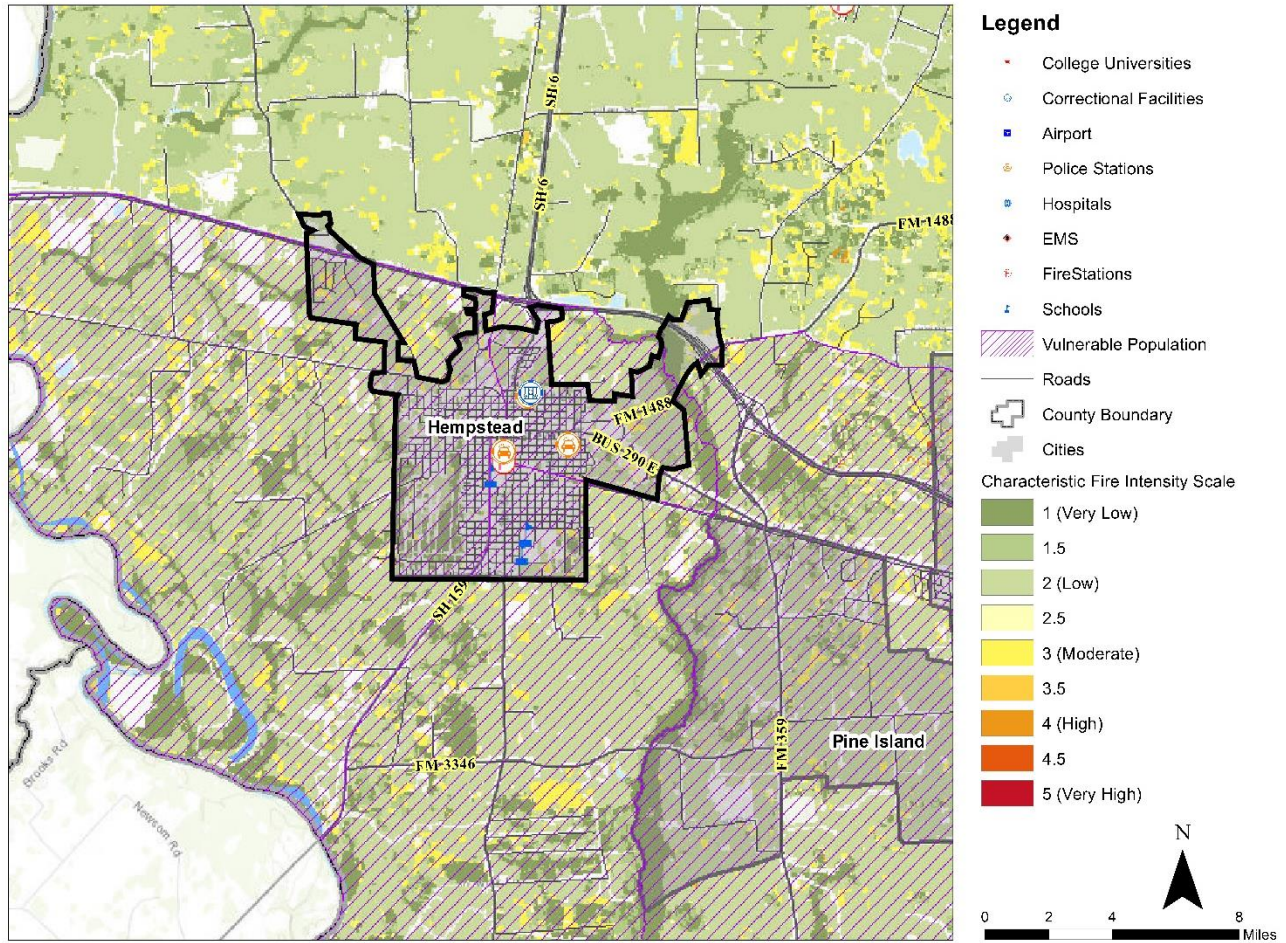 SH 6
SH 6
FM 1488
FM 1488
Hempstead
BUS 290 E
SH 159
Pine Island
FM 359
FM 3346
Brooks Rd
Newsom Rd
Legend
College Universities
Correctional Facilities
Airport
Police Stations
Hospitals
EMS
FireStations
Schools
Vulnerable Population
Roads
County Boundary
Cities
Characteristic Fire Intensity Scale
1 (Very Low)
1.5
2 (Low)
2.5
3 (Moderate)
3.5
4 (High)
4.5
5 (Very High)
N
0 2 4 8
Miles